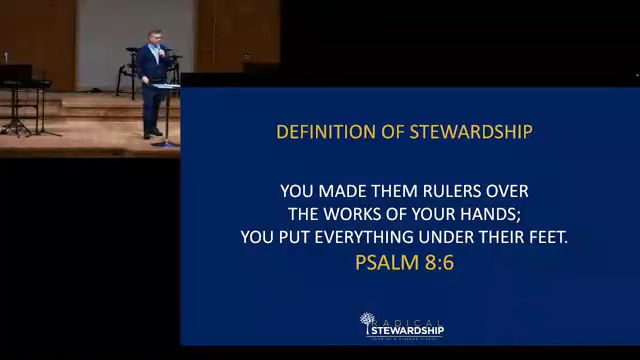 DEFINITION OF STEWARDSHIP
YOU MADE THEM RULERS OVER
THE WORKS OF YOUR HANDS;
YOU PUT EVERYTHING UNDER THEIR FEET.
PSALM 8:6
RADICAL
STEWARDSHIP